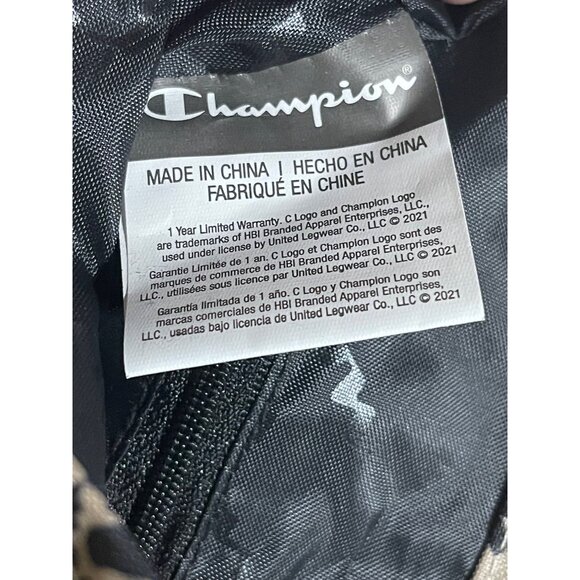 Champion®
MADE IN CHINA | HECHO EN CHINA
FABRIQUÉ EN CHINE
1 Year Limited Warranty. C Logo and Champion Logo
are trademarks of HBI Branded Apparel Enterprises, LLC.,
used under license by United Legwear Co., LLC © 2021
Garantie Limitée de 1 an. C Logo et Champion Logo sont des
marques de commerce de HBI Branded Apparel Enterprises,
LLC., utilisées sous licence par United Legwear Co., LLC © 2021
Garantía limitada de 1 año. C Logo y Champion Logo son
marcas comerciales de HBI Branded Apparel Enterprises,
LLC., usadas bajo licencia de United Legwear Co., LLC © 2021